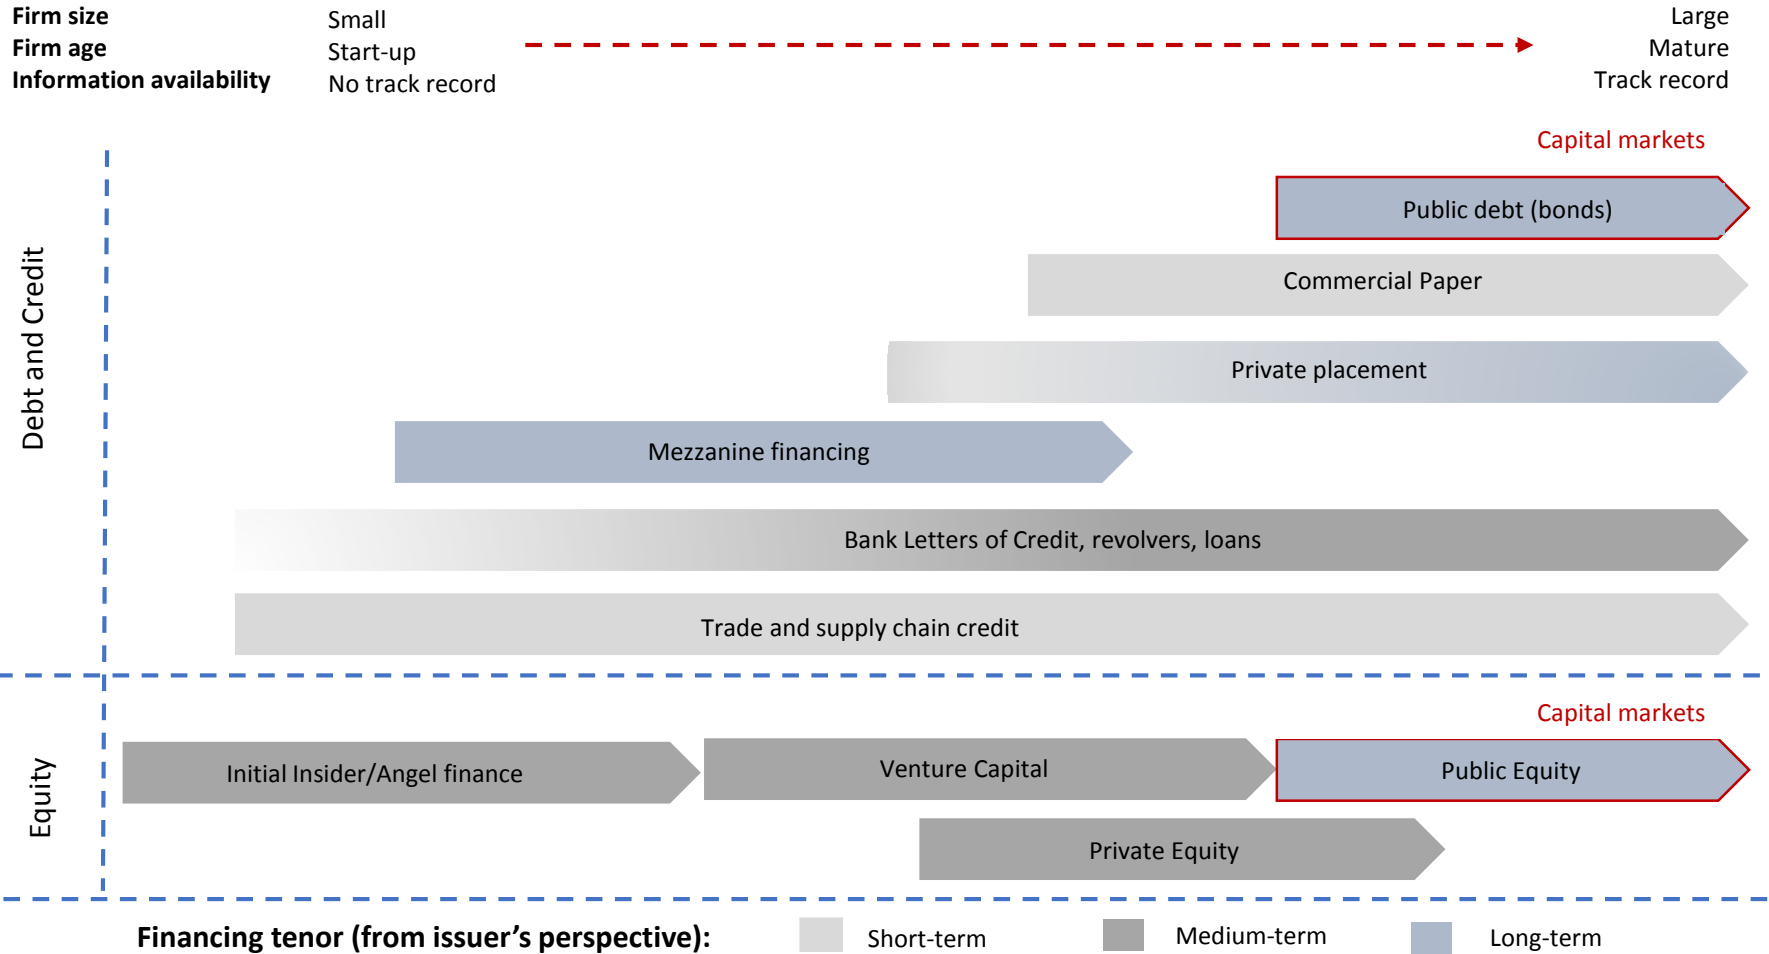 Firm size
Firm age
Information availability
Small
Start-up
No track record
Large
Mature
Track record
Capital markets
Debt and Credit
Public debt (bonds)
Commercial Paper
Private placement
Mezzanine financing
Bank Letters of Credit, revolvers, loans
Trade and supply chain credit
Capital markets
Equity
Initial Insider/Angel finance
Venture Capital
Public Equity
Private Equity
Financing tenor (from issuer’s perspective):
Short-term
Medium-term
Long-term